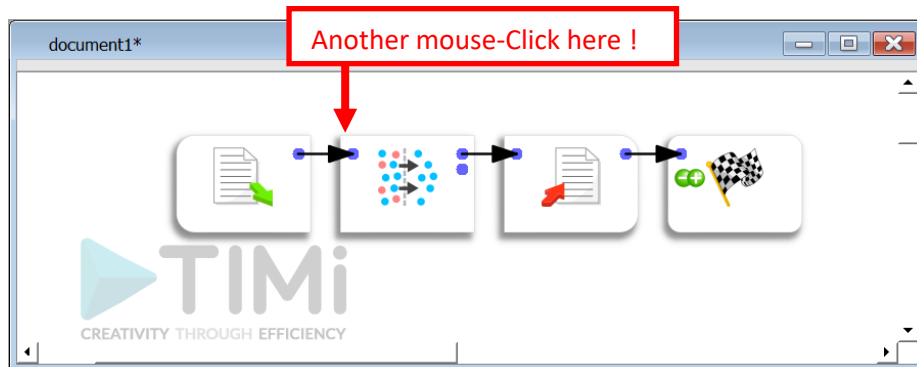 document1*
Another mouse-Click here !
TIMi
CREATIVITY THROUGH EFFICIENCY